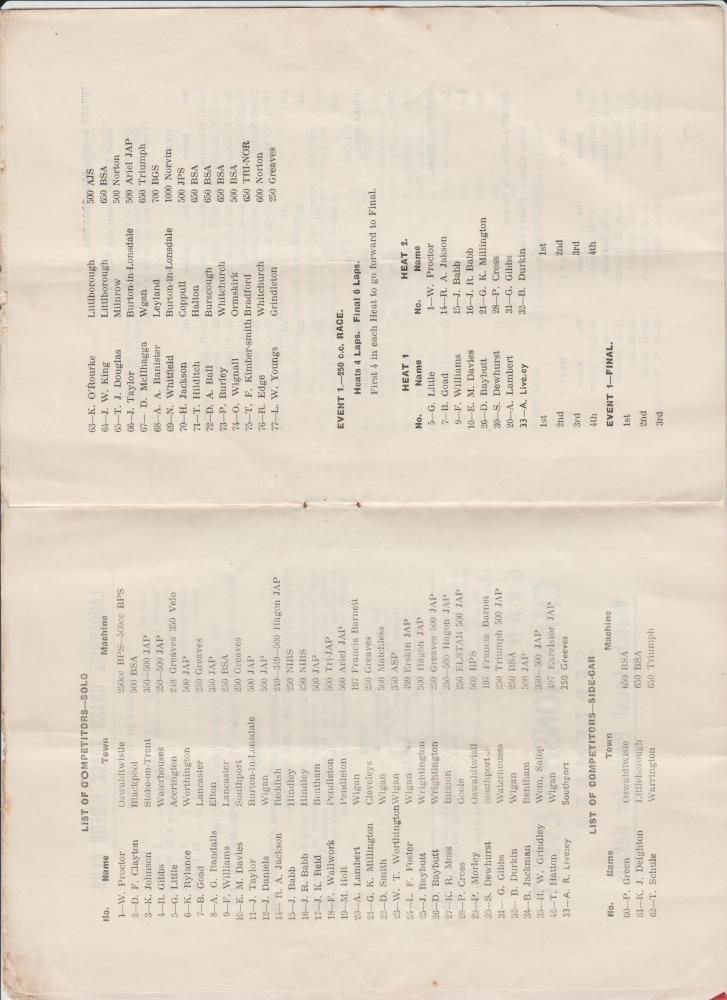 LIST OF COMPETITORS—SOLO
No. Name Town Machine
1—W. Proctor Oswaldtwistle 250cc BPS—500cc BPS
2—D. F. Clayton Blackpool 500 BSA
3—K. Johnson Stoke-on-Trent 350—500 JAP
4—R. Gibbs Waterhouses 350—500 JAP
5—G. Little Accrington 248 Greaves 350 Velo
6—K. Rylance Worthington 500 JAP
7—B. Goad Lancaster 250 Greaves
8—A. G. Randalls Elton 350 JAP
9—F. Williams Lancaster 250 BSA
10—E. M. Davies Southport 250 Greaves
11—J. Taylor Burton-in-Lonsdale 500 JAP
12—J. Daniels Wigan 500 JAP
14—R. A. Jackson Reddish 249—349—500 Hagon JAP
15—J. Babb Hindley 250 NIBS
16—J. R. Babb Hindley 250 NIBS
17—J. K. Reid Bentham 500 JAP
18—F. Wallwork Pendleton 500 Tri-JAP
19—M. Holt Pendleton 500 Ariel JAP
20—A. Lambert Wigan 197 Francis Barnett
21—G. K. Millington Cleveleys 250 Greaves
22—D. Smith Wigan 500 Matchless
23—W. T. Worthington Wigan 350 ASP
24—L. F. Foster Wigan 499 Erskin JAP
25—J. Baybutt Wrightington 500 Hagon JAP
26—D. Baybutt Wrightington 250 Greaves 500 JAP
27—K. R. Moss Buxton 350—500 Hagon JAP
28—P. Cross Goole 250 ELSTAR 500 JAP
29—P. Morley Oswaldtwistl 500 BPS
30—S. Dewhurst Southport 197 Francis Barnet
31—G. Gibbs Waterhouses 250 Triumph 500 JAP
32—B. Durkin Wigan 250 BSA
34—B. Jackman Bentham 500 JAP
35—H. W. Grindley Wem, Salop 350—500 JAP
42—T. Hatton Wigan 497 Excelsior JAP
33—A. R. Livesey Southport 250 Greeves
LIST OF COMPETITORS—SIDE-CAR
No. Name Town Machine
60—P. Green Oswaldtwisle 650 BSA
61—K. J. Deighton Littleborough 650 BSA
62—T. Schule Warrington 650 Triumph
63—K. O'Rourke Littlborough 500 AJS
64—J. W. King Littlborough 650 BSA
65—T. J. Douglas Milnrow 500 Norton
66—J. Taylor Burton-in-Lonsdale 500 Ariel JAP
67— D. McIlhagga Wgan 650 Triumph
68—A. A. Banister Leyland 700 BGS
69—N. Whitfield Burton-in-Lonsdale 1000 Norvin
70—H. Jackson Coppull 500 JPS
71—T. Hilditch Halton 650 BSA
72—D. A. Ball Burscough 650 BSA
73—P. Burley Whitchurch 650 BSA
74—O. Wignall Ormskirk 500 BSA
75—T. F. Kimber-smith Bradford 650 TRI-NOR
76—R. Edge Whitchurch 600 Norton
77—L. W. Youngs Grindleton 250 Greaves
EVENT 1.—250 c.c. RACE.
Heats 4 Laps. Final 6 Laps.
First 4 in each Heat to go forward to Final.
HEAT 1
No. Name
5—G. Little
7—B. Goad
9—F. Williams
10—E. M. Davies
26—D. Baybutt
30—S. Dewhurst
20—A. Lambert
33—A. Live.ey
1st
2nd
3rd
4th
HEAT 2.
No. Name
1—W. Proctor
14—R. A. Jakson
15—J. Babb
16—J. R. Babb
21—G. K. Millington
28—P. Cross
31—G. Gibbs
32—B. Durkin
1st
2nd
3rd
4th
EVENT 1—FINAL.
1st
2nd
3rd